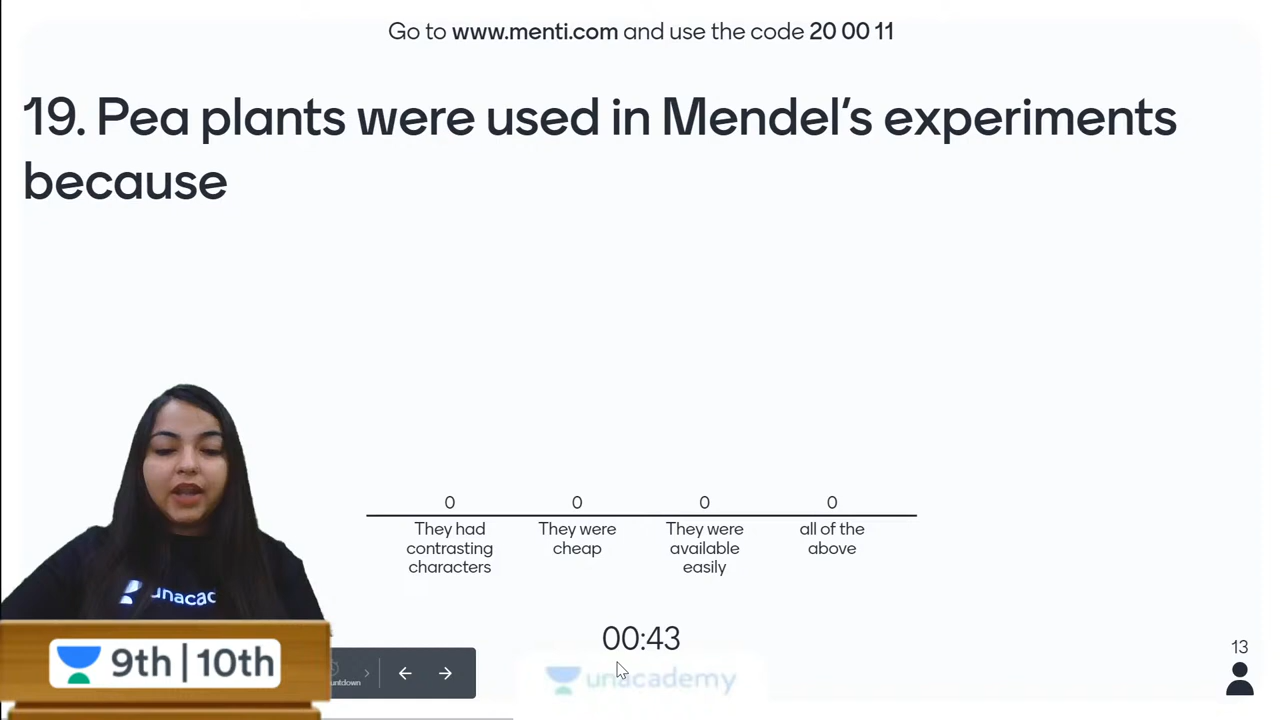 Go to www.menti.com and use the code 20 00 11
19. Pea plants were used in Mendel's experiments
because
0
0
0
0
They had
contrasting
characters
They were
cheap
They were
available
easily
all of the
above
00:43
unacademy
13
unacac
9th | 10th